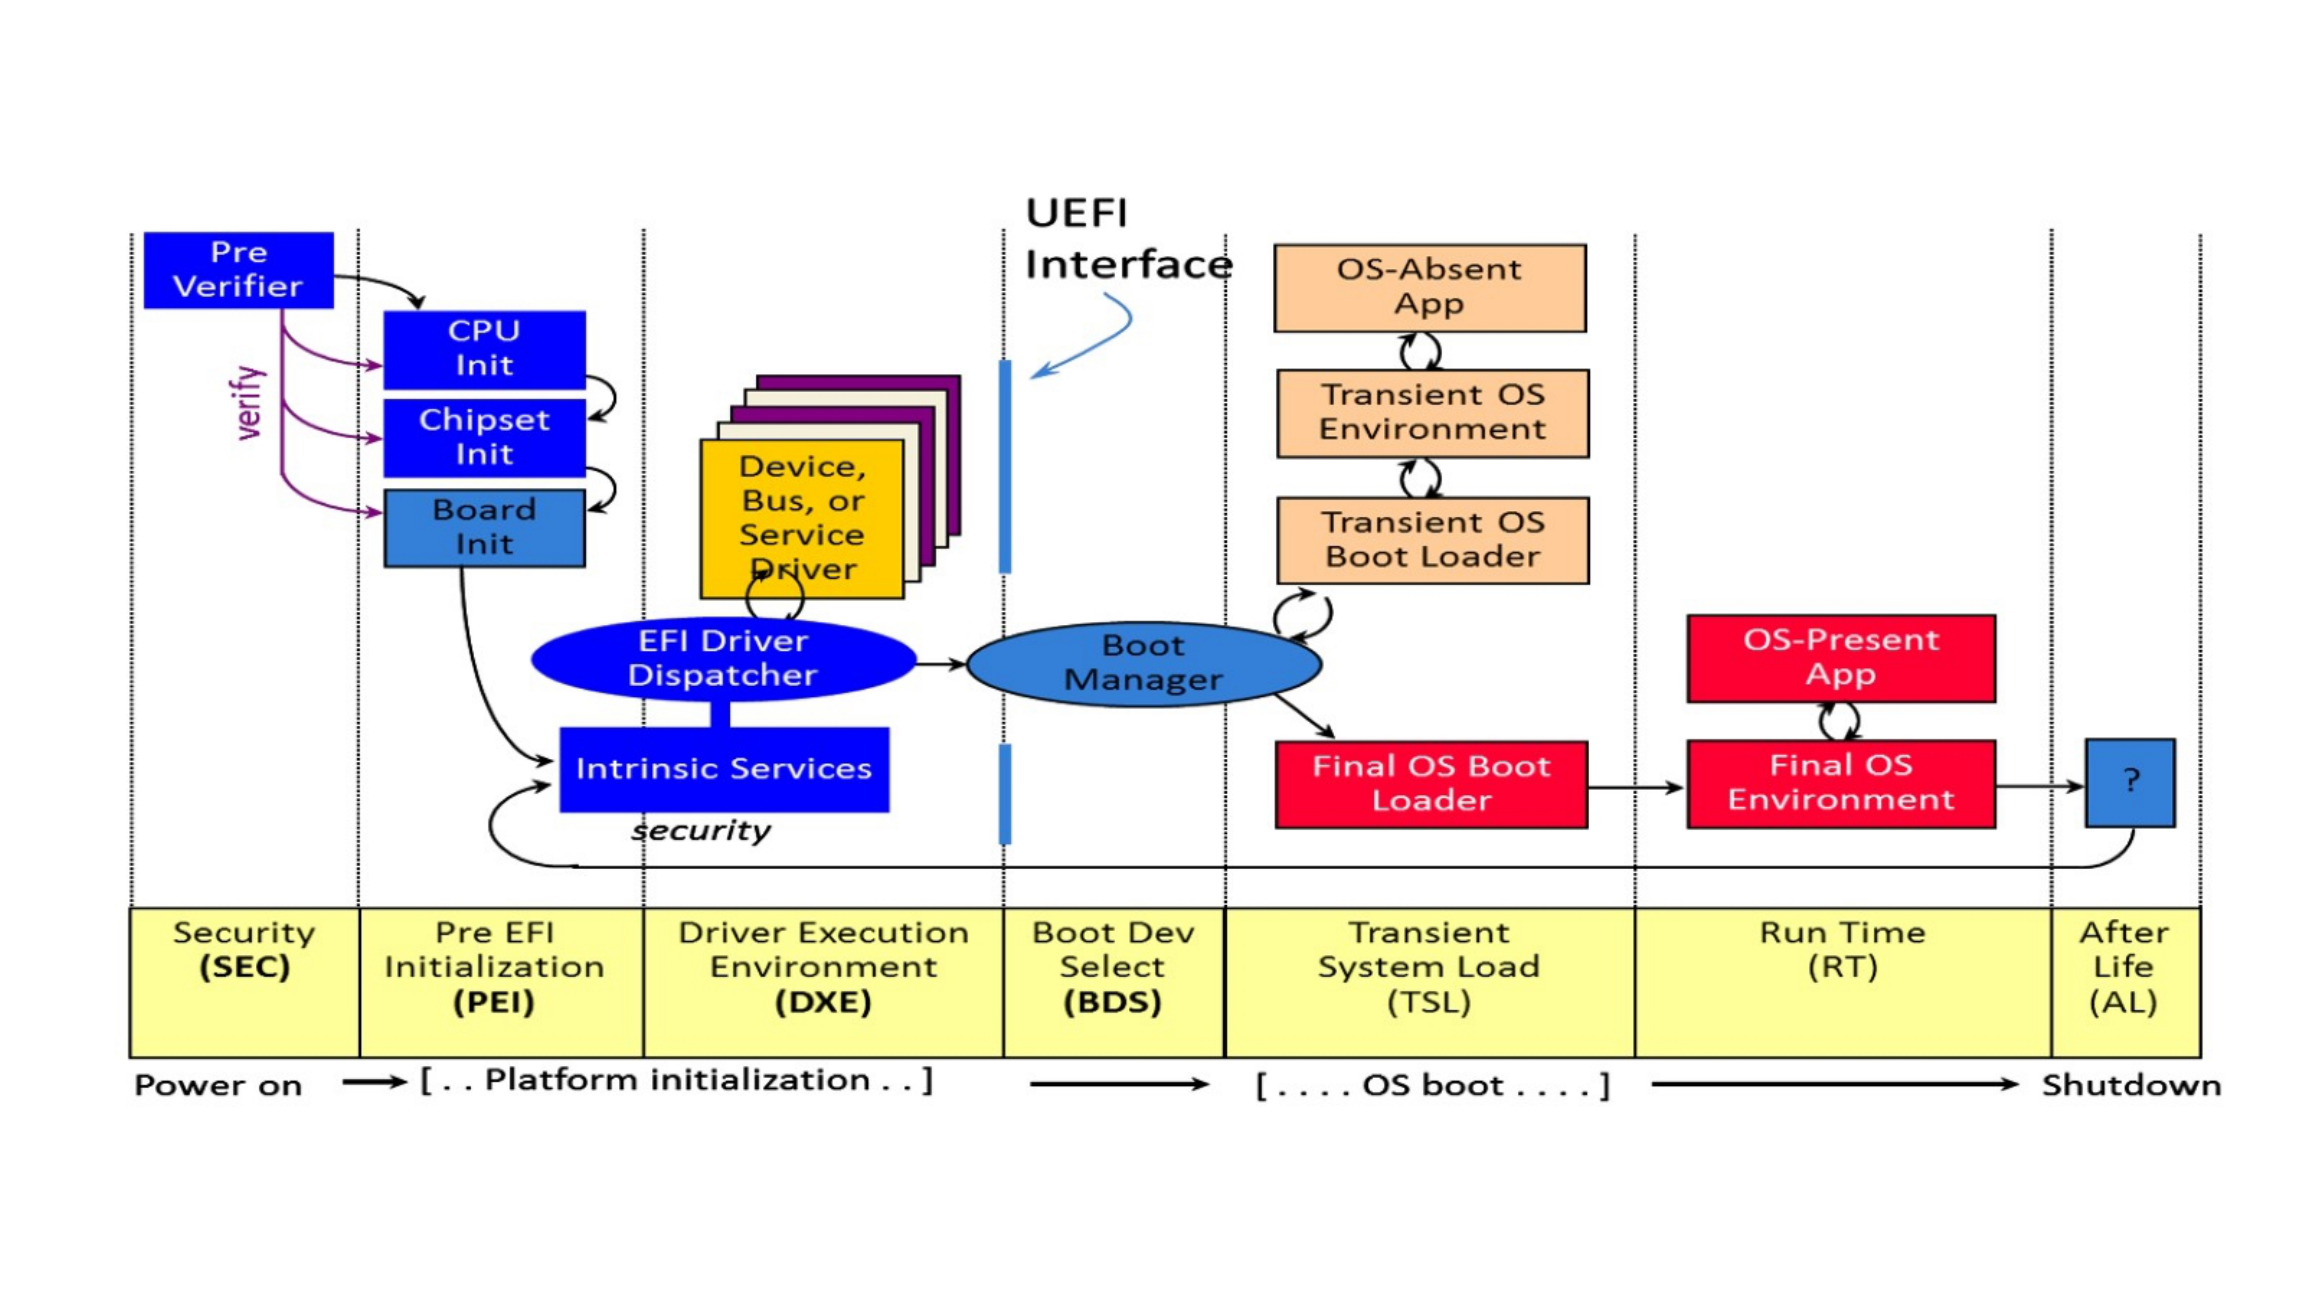 UEFI
Interface
Pre
Verifier
verify
CPU
Init
Chipset
Init
Board
Init
Device,
Bus, or
Service
Driver
EFI Driver
Dispatcher
Intrinsic Services
security
Boot
Manager
OS-Absent
App
Transient OS
Environment
Transient OS
Boot Loader
Final OS Boot
Loader
OS-Present
App
Final OS
Environment
?
Security
(SEC)
Pre EFI
Initialization
(PEI)
Driver Execution
Environment
(DXE)
Boot Dev
Select
(BDS)
Transient
System Load
(TSL)
Run Time
(RT)
After
Life
(AL)
Power on
[ . . Platform initialization . . ]
[ . . . . OS boot . . . . ]
Shutdown